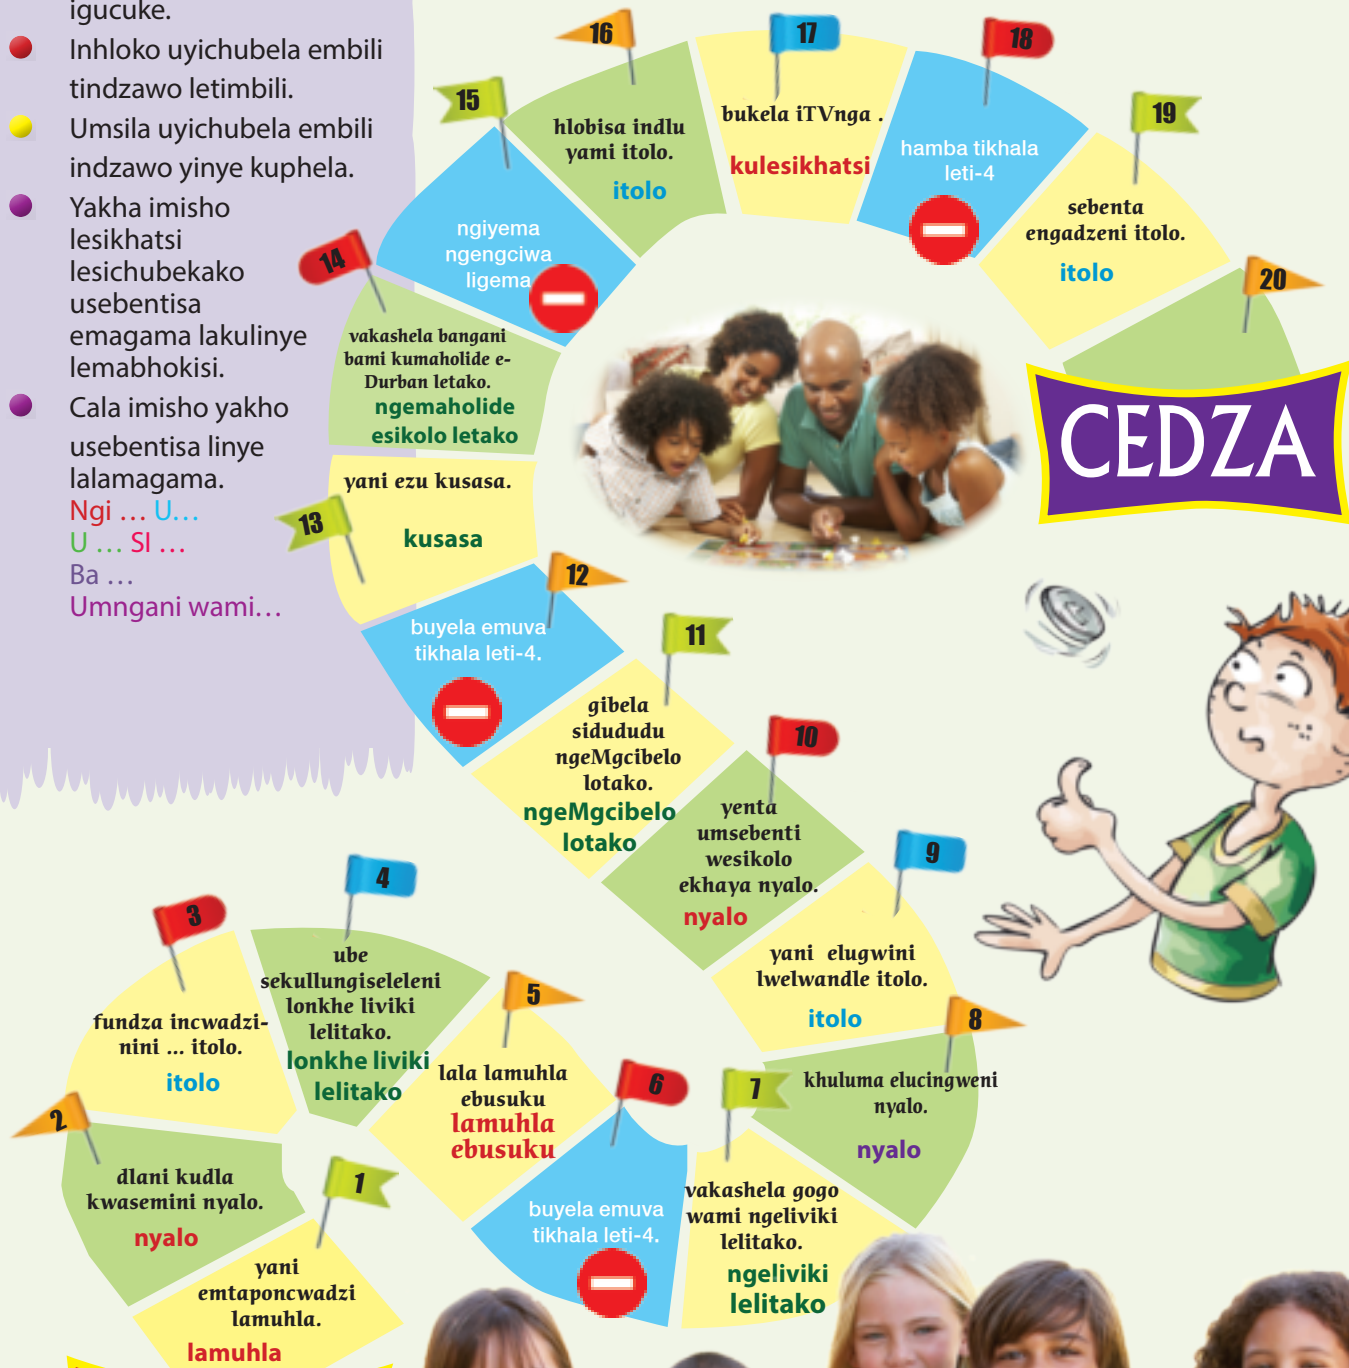 igucuke.
Inhloko uyichubela embili
tindzawo letimbili.
Umsila uyichubela embili
indzawo yinye kuphela.
Yakha imisho
lesikhatsi
lesichubekako
usebentisa
emagama lakulinye
lemabhokisi.
Cala imisho yakho
usebentisa linye
lalamagama.
Ngi … U…
U … SI …
Ba …
Umngani wami…
1
yani
emtaponcwadzi
lamuhla.
lamuhla
2
dlani kudla
kwasemini nyalo.
nyalo
3
fundza incwadzi-
nini ... itolo.
itolo
4
ube
sekullungiseleleni
lonkhe liviki
lelitako.
lonkhe liviki
lelitako
5
lala lamuhla
ebusuku
lamuhla
ebusuku
6
buyela emuva
tikhala leti-4.
7
vakashela gogo
wami ngeliviki
lelitako.
ngeliviki
lelitako
8
khuluma elucingweni
nyalo.
nyalo
9
yani elugwini
lwelwandle itolo.
itolo
10
yenta
umsebenti
wesikolo
ekhaya nyalo.
nyalo
11
gibela
sidududu
ngeMgcibelo
lotako.
ngeMgcibelo
lotako
12
buyela emuva
tikhala leti-4.
13
yani ezu kusasa.
kusasa
14
vakashela bangani
bami kumaholide e-
Durban letako.
ngemaholide
esikolo letako
15
ngiyema
ngengciwa
ligema
16
hlobisa indlu
yami itolo.
itolo
17
bukela iTVnga .
kulesikhatsi
18
hamba tikhala
leti-4
19
sebenta
engadzeni itolo.
itolo
20
CEDZA